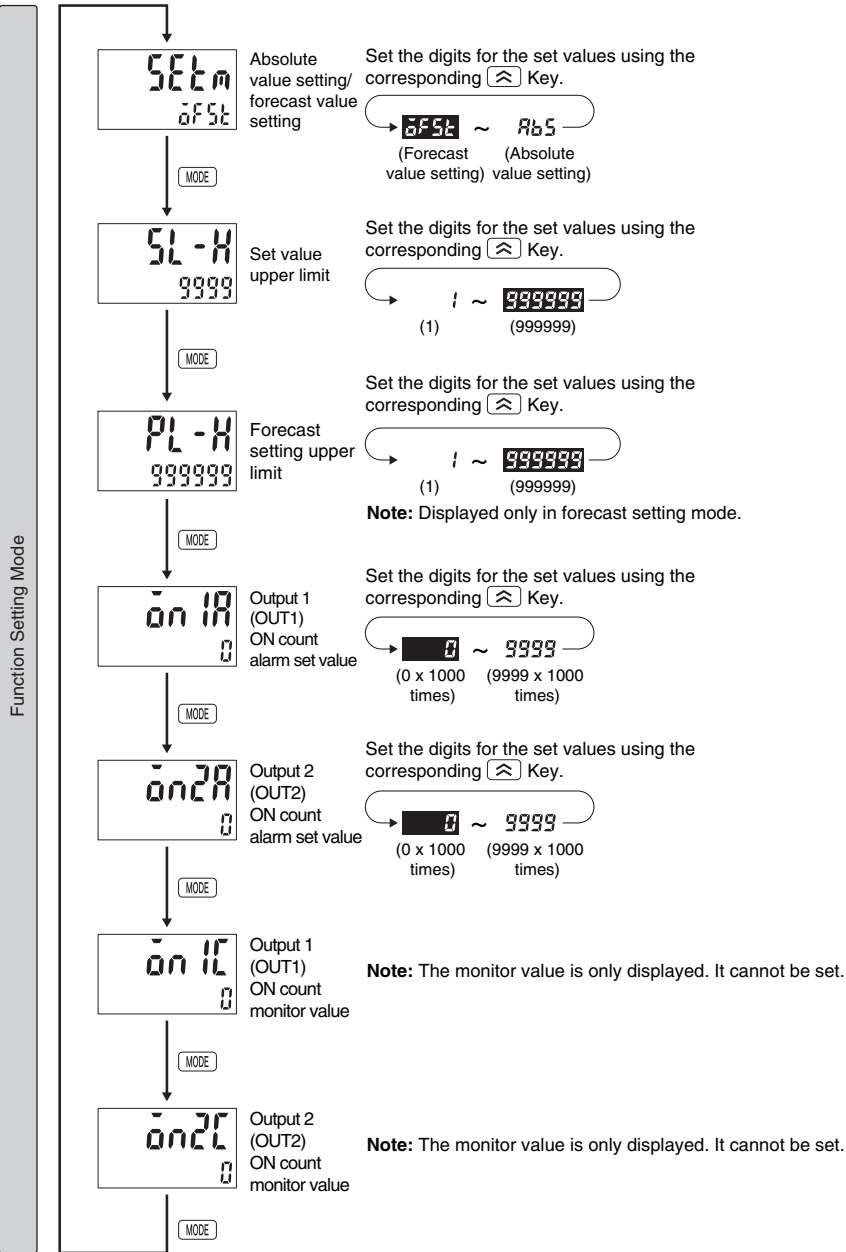 Function Setting Mode
SEtm
ofSt
Absolute
value setting/
forecast value
setting
Set the digits for the set values using the
corresponding Key.
ofSt ~ AbS
(Forecast (Absolute
value setting) value setting)
MODE
SL-H
9999
Set value
upper limit
Set the digits for the set values using the
corresponding Key.
1 ~ 999999
(1) (999999)
MODE
PL-H
999999
Forecast
setting upper
limit
Set the digits for the set values using the
corresponding Key.
1 ~ 999999
(1) (999999)
Note: Displayed only in forecast setting mode.
MODE
on1A
0
Output 1
(OUT1)
ON count
alarm set value
Set the digits for the set values using the
corresponding Key.
0 ~ 9999
(0 x 1000 (9999 x 1000
times) times)
MODE
on2A
0
Output 2
(OUT2)
ON count
alarm set value
Set the digits for the set values using the
corresponding Key.
0 ~ 9999
(0 x 1000 (9999 x 1000
times) times)
MODE
on1C
0
Output 1
(OUT1)
ON count
monitor value
Note: The monitor value is only displayed. It cannot be set.
MODE
on2C
0
Output 2
(OUT2)
ON count
monitor value
Note: The monitor value is only displayed. It cannot be set.
MODE